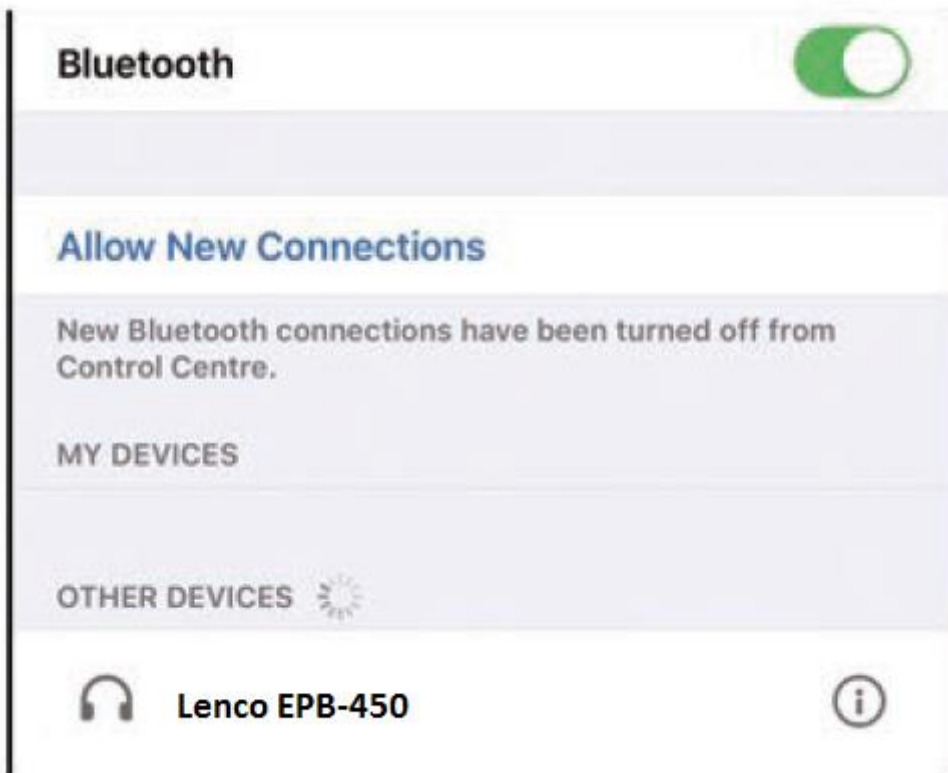 Bluetooth
Allow New Connections
New Bluetooth connections have been turned off from
Control Centre.
MY DEVICES
OTHER DEVICES
Lenco EPB-450